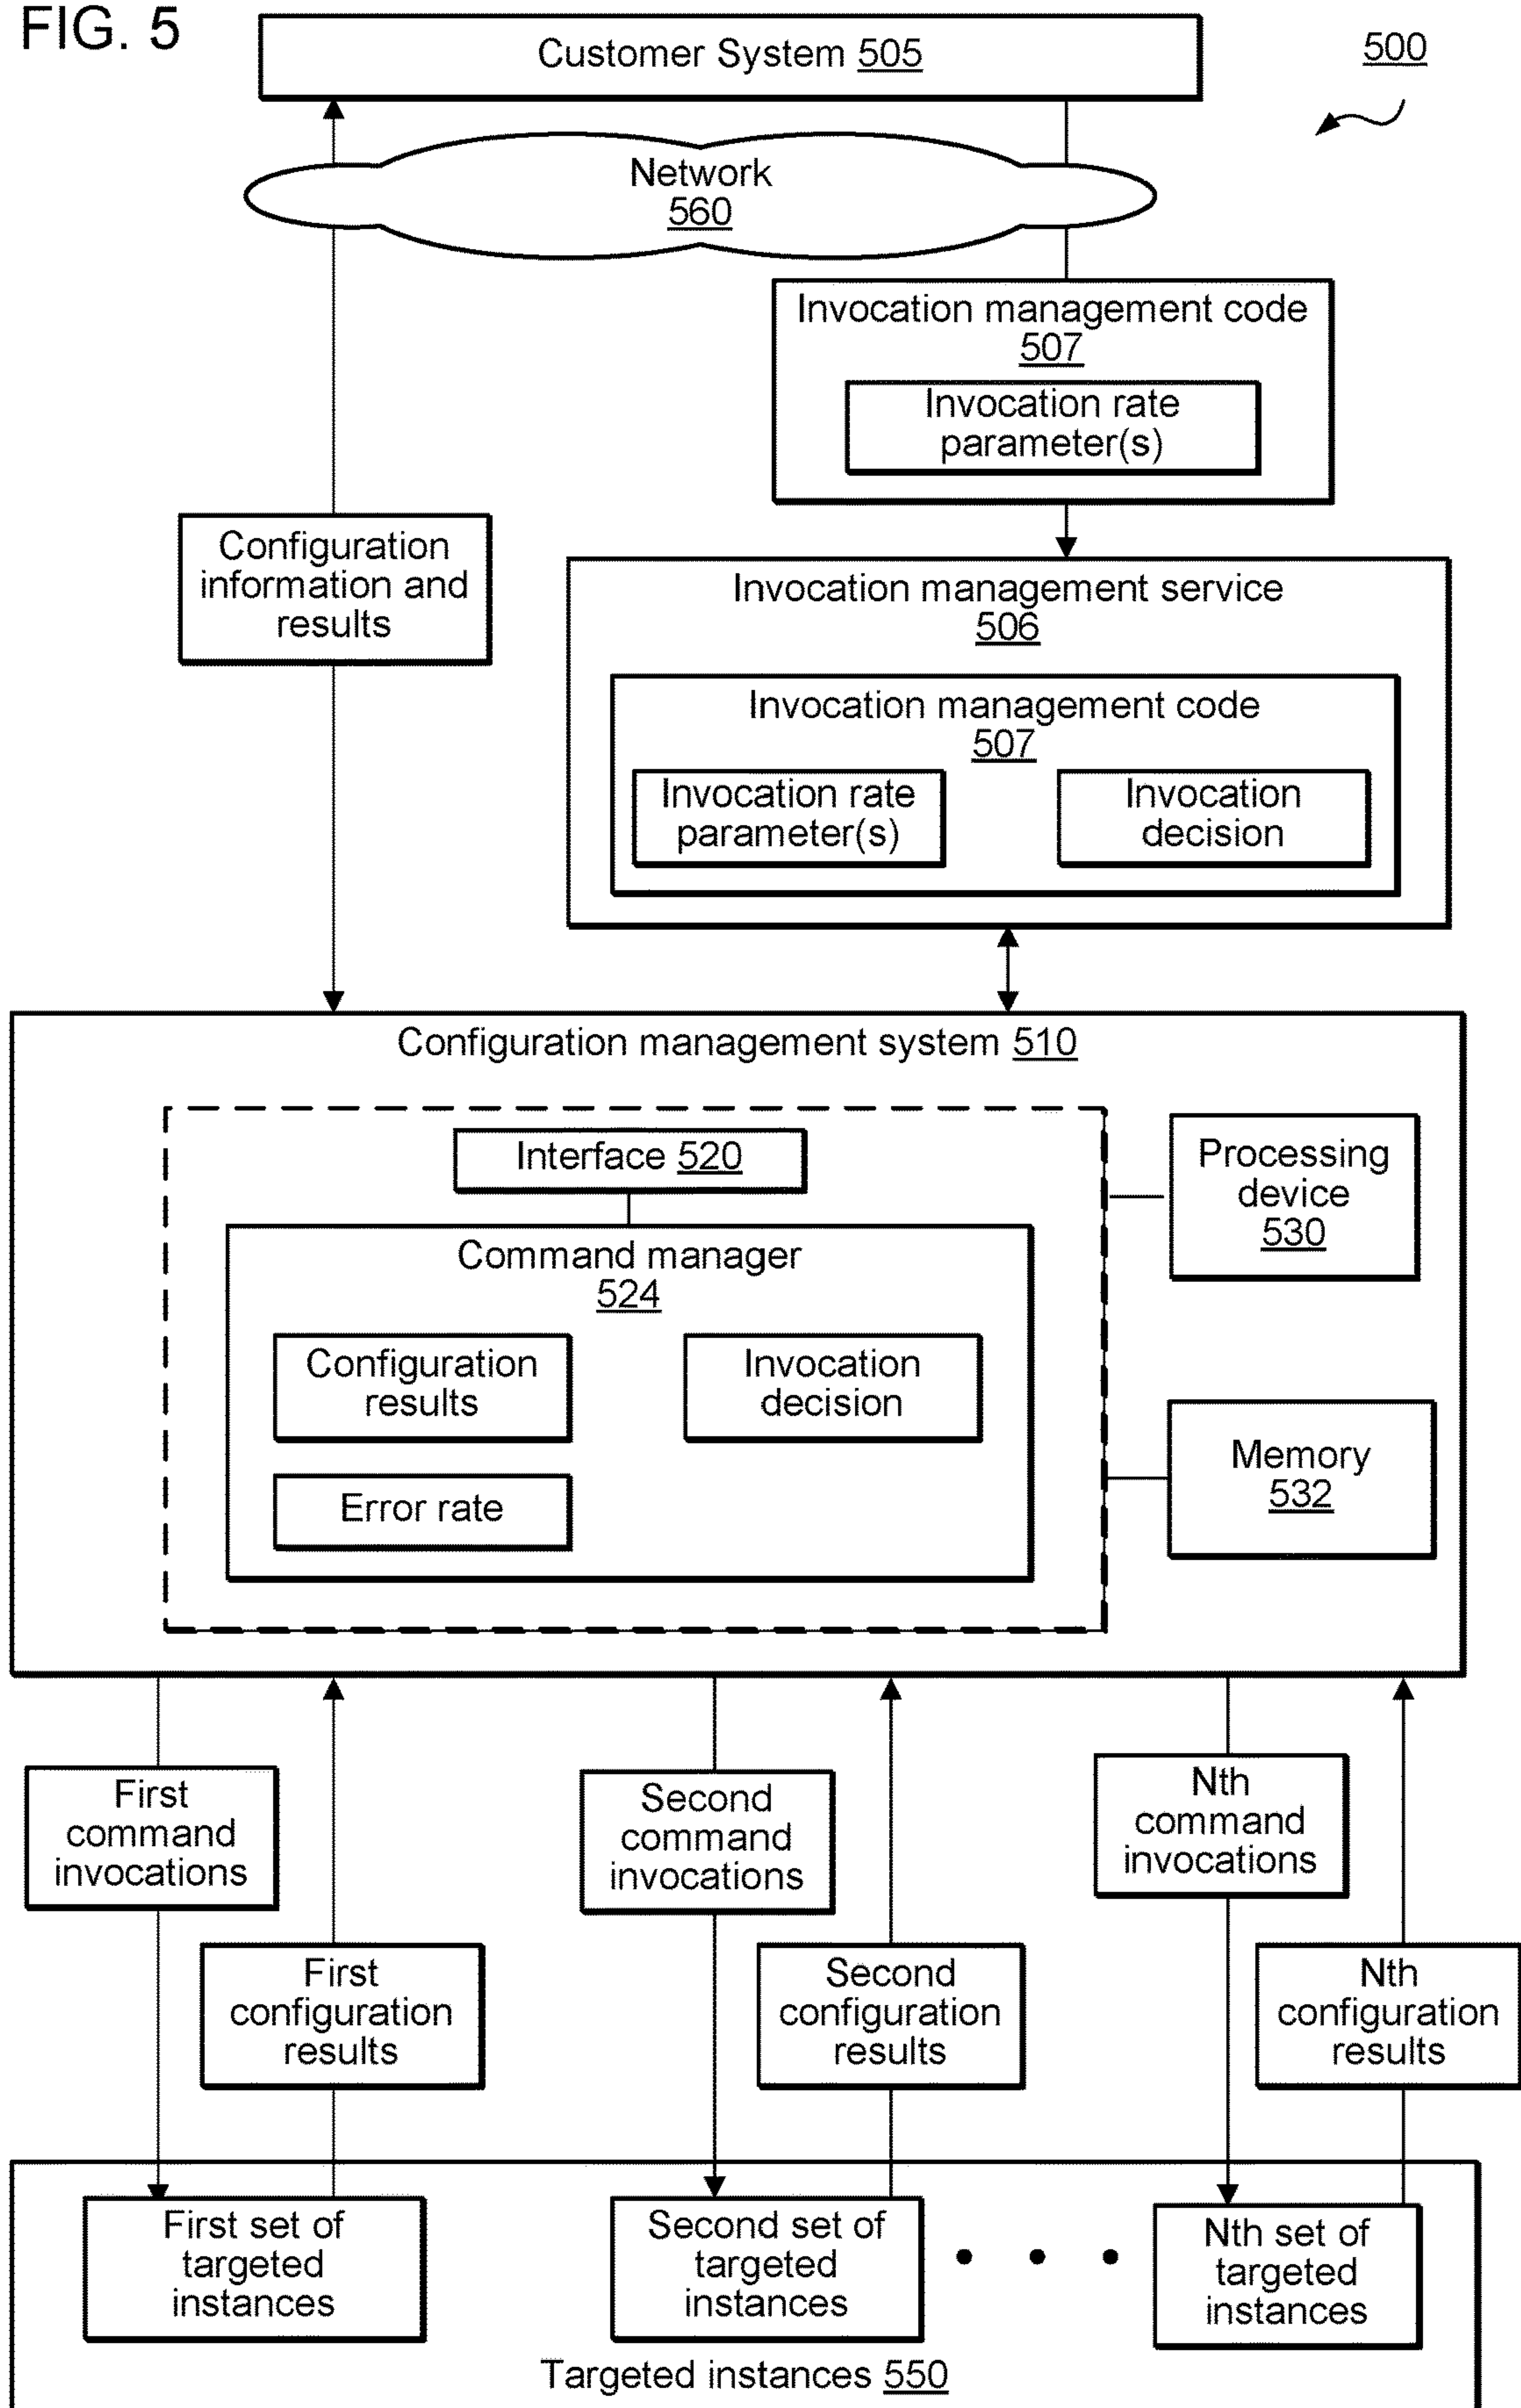 FIG. 5
Customer System 505
500
Network
560
Invocation management code
507
Invocation rate
parameter(s)
Configuration
information and
results
Invocation management service
506
Invocation management code
507
Invocation rate
parameter(s)
Invocation
decision
Configuration management system 510
Interface 520
Processing
device
530
Command manager
524
Configuration
results
Invocation
decision
Memory
532
Error rate
First
command
invocations
Second
command
invocations
Nth
command
invocations
First
configuration
results
Second
configuration
results
Nth
configuration
results
First set of
targeted
instances
Second set of
targeted
instances
• • •
Nth set of
targeted
instances
Targeted instances 550